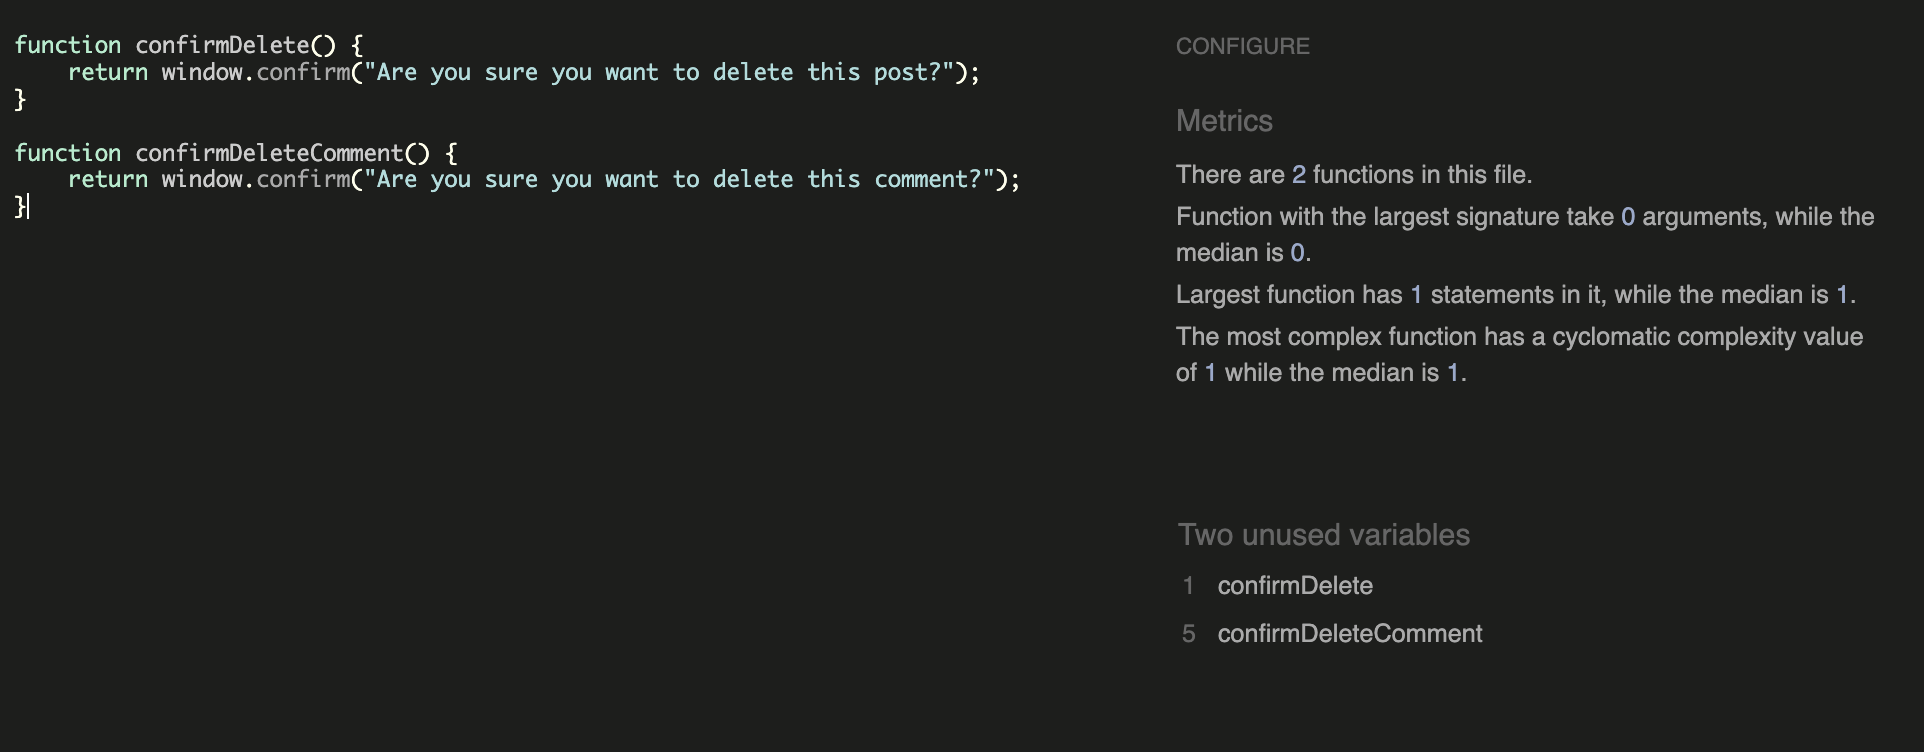 function confirmDelete() {
    return window.confirm("Are you sure you want to delete this post?");
}
function confirmDeleteComment() {
    return window.confirm("Are you sure you want to delete this comment?");
}
CONFIGURE
Metrics
There are 2 functions in this file.
Function with the largest signature take 0 arguments, while the
median is 0.
Largest function has 1 statements in it, while the median is 1.
The most complex function has a cyclomatic complexity value
of 1 while the median is 1.
Two unused variables
1 confirmDelete
5 confirmDeleteComment